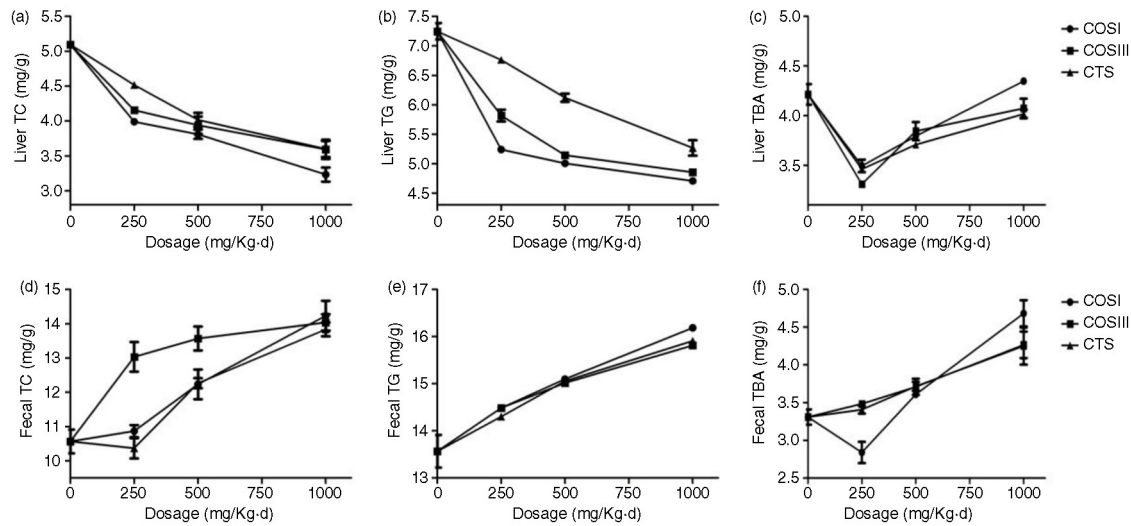 (a)
Liver TC (mg/g)
5.5
5.0
4.5
4.0
3.5
3.0
0 250 500 750 1000
Dosage (mg/Kg·d)
(b)
Liver TG (mg/g)
7.5
7.0
6.5
6.0
5.5
5.0
4.5
0 250 500 750 1000
Dosage (mg/Kg·d)
(c)
Liver TBA (mg/g)
5.0
4.5
4.0
3.5
0 250 500 750 1000
Dosage (mg/Kg·d)
COSI
COSIII
CTS
(d)
Fecal TC (mg/g)
15
14
13
12
11
10
0 250 500 750 1000
Dosage (mg/Kg·d)
(e)
Fecal TG (mg/g)
17
16
15
14
13
0 250 500 750 1000
Dosage (mg/Kg·d)
(f)
Fecal TBA (mg/g)
5.0
4.5
4.0
3.5
3.0
2.5
0 250 500 750 1000
Dosage (mg/Kg·d)
COSI
COSIII
CTS